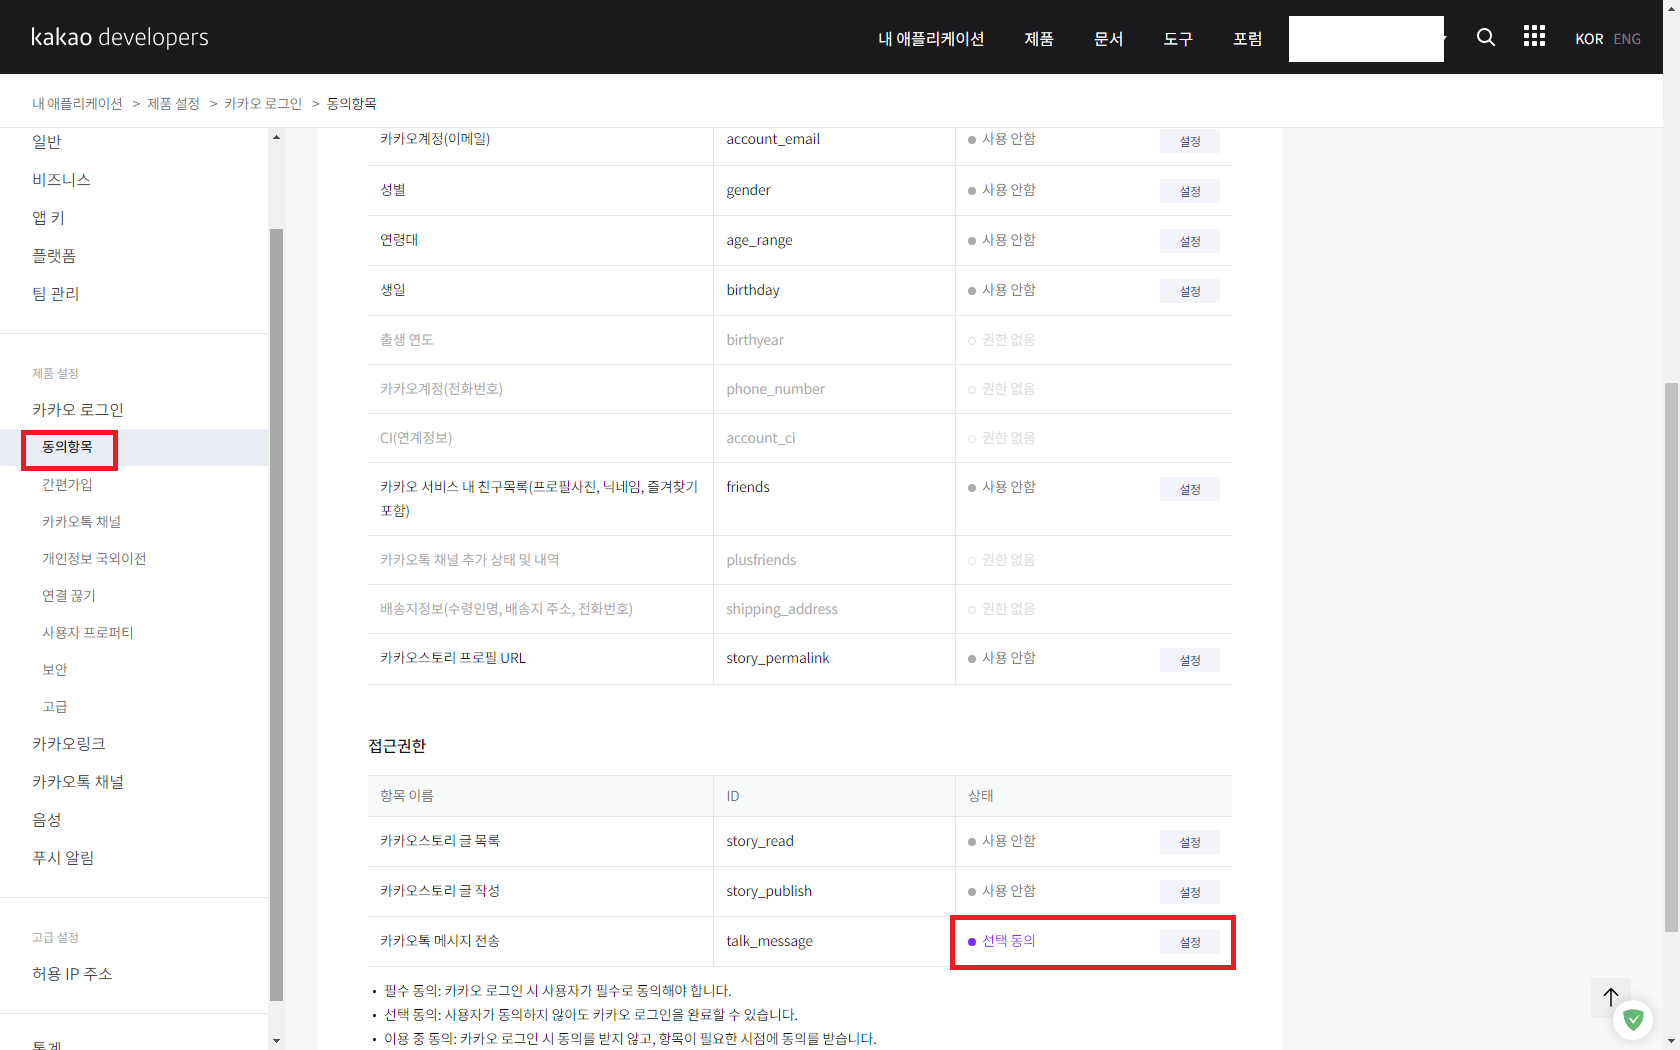 kakao developers
내 애플리케이션 제품 문서 도구 포럼 KOR ENG
내 애플리케이션 > 제품 설정 > 카카오 로그인 > 동의항목
일반
비즈니스
앱 키
플랫폼
팀 관리
제품 설정
카카오 로그인
동의항목
간편가입
카카오톡 채널
개인정보 국외이전
연결 끊기
사용자 프로퍼티
보안
고급
카카오링크
카카오톡 채널
음성
푸시 알림
고급 설정
허용 IP 주소
통계
카카오계정(이메일) account_email 사용 안함 설정
성별 gender 사용 안함 설정
연령대 age_range 사용 안함 설정
생일 birthday 사용 안함 설정
출생 연도 birthyear 권한 없음
카카오계정(전화번호) phone_number 권한 없음
CI(연계정보) account_ci 권한 없음
카카오 서비스 내 친구목록(프로필사진, 닉네임, 즐겨찾기 friends 사용 안함 설정
포함)
카카오톡 채널 추가 상태 및 내역 plusfriends 권한 없음
배송지정보(수령인명, 배송지 주소, 전화번호) shipping_address 권한 없음
카카오스토리 프로필 URL story_permalink 사용 안함 설정
접근권한
항목 이름 ID 상태
카카오스토리 글 목록 story_read 사용 안함 설정
카카오스토리 글 작성 story_publish 사용 안함 설정
카카오톡 메시지 전송 talk_message 선택 동의 설정
• 필수 동의: 카카오 로그인 시 사용자가 필수로 동의해야 합니다.
• 선택 동의: 사용자가 동의하지 않아도 카카오 로그인을 완료할 수 있습니다.
• 이용 중 동의: 카카오 로그인 시 동의를 받지 않고, 항목이 필요한 시점에 동의를 받습니다.